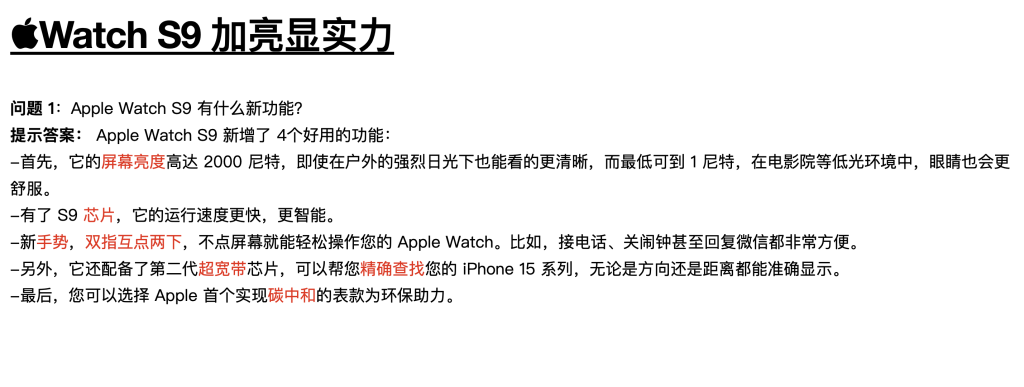 Watch S9 加亮显实力
问题 1：Apple Watch S9 有什么新功能？
提示答案： Apple Watch S9 新增了 4个好用的功能：
–首先，它的屏幕亮度高达 2000 尼特，即使在户外的强烈日光下也能看的更清晰，而最低可到 1 尼特，在电影院等低光环境中，眼睛也会更
舒服。
–有了 S9 芯片，它的运行速度更快，更智能。
–新手势，双指互点两下，不点屏幕就能轻松操作您的 Apple Watch。比如，接电话、关闹钟甚至回复微信都非常方便。
–另外，它还配备了第二代超宽带芯片，可以帮您精确查找您的 iPhone 15 系列，无论是方向还是距离都能准确显示。
–最后，您可以选择 Apple 首个实现碳中和的表款为环保助力。